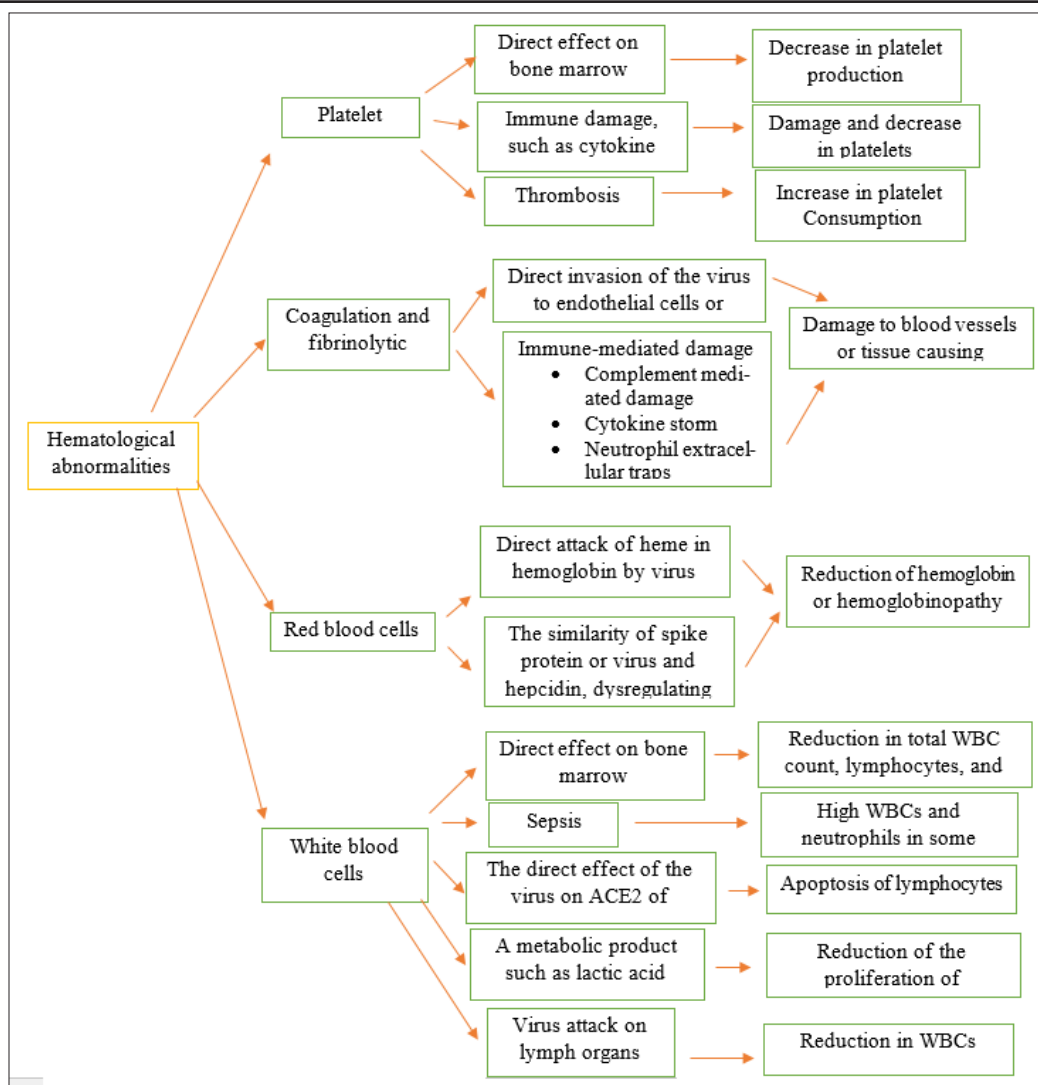 Direct effect on
bone marrow
Decrease in platelet
production
Platelet
Immune damage,
such as cytokine
Damage and decrease
in platelets
Thrombosis
Increase in platelet
Consumption
Coagulation and
fibrinolytic
Direct invasion of the virus
to endothelial cells or
Immune-mediated damage
• Complement medi-
ated damage
• Cytokine storm
• Neutrophil extracel-
lular traps
Damage to blood vessels
or tissue causing
Hematological
abnormalities
Red blood cells
Direct attack of heme in
hemoglobin by virus
The similarity of spike
protein or virus and
hepcidin, dysregulating
Reduction of hemoglobin
or hemoglobinopathy
White blood
cells
Direct effect on bone
marrow
Reduction in total WBC
count, lymphocytes, and
Sepsis
High WBCs and
neutrophils in some
The direct effect of the
virus on ACE2 of
Apoptosis of lymphocytes
A metabolic product
such as lactic acid
Reduction of the
proliferation of
Virus attack on
lymph organs
Reduction in WBCs